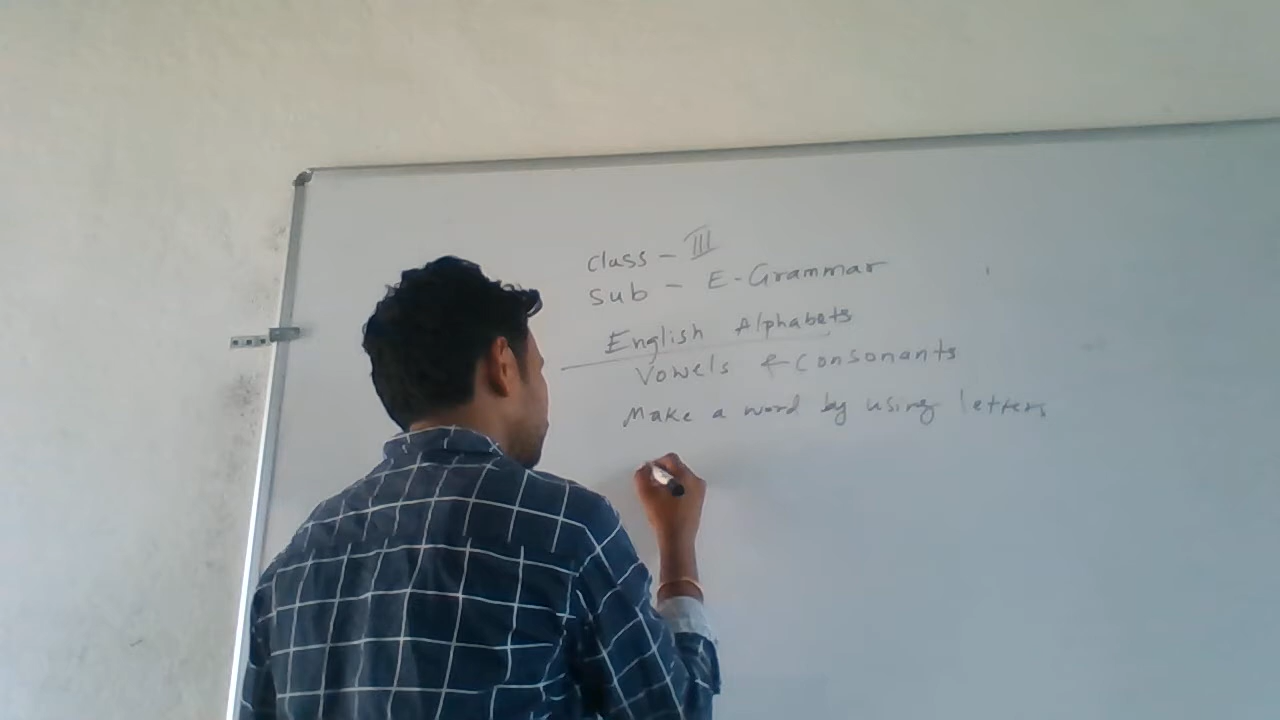 class - III
Sub - E-Grammar
English Alphabets
Vowels & Consonants
Make a word by using letters